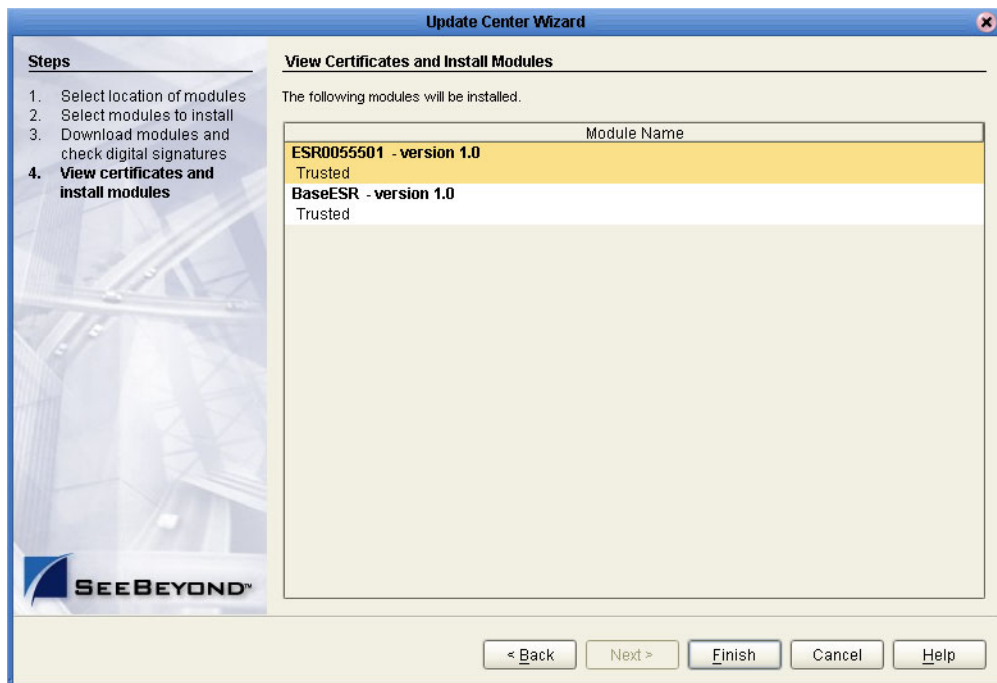 Update Center Wizard
Steps
1. Select location of modules
2. Select modules to install
3. Download modules and
check digital signatures
4. View certificates and
install modules
View Certificates and Install Modules
The following modules will be installed.
Module Name
ESR0055501 - version 1.0
Trusted
BaseESR - version 1.0
Trusted
SEEBEYOND™
< Back
Next >
Finish
Cancel
Help